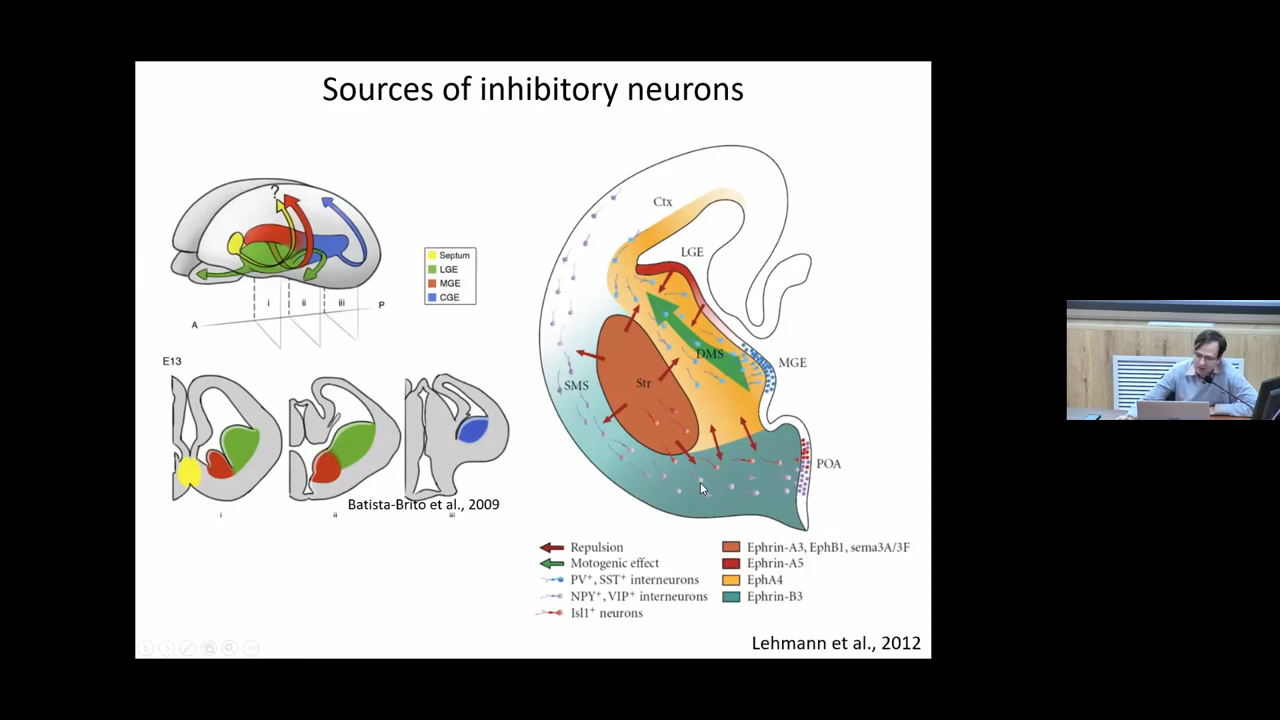 Sources of inhibitory neurons
?
Septum
LGE
MGE
CGE
i
ii
iii
A
P
E13
Batista-Brito et al., 2009
i
ii
iii
Ctx
LGE
DMS
MGE
SMS
Str
POA
Repulsion
Motogenic effect
PV⁺, SST⁺ interneurons
NPY⁺, VIP⁺ interneurons
Isl1⁺ neurons
Ephrin-A3, EphB1, sema3A/3F
Ephrin-A5
EphA4
Ephrin-B3
Lehmann et al., 2012